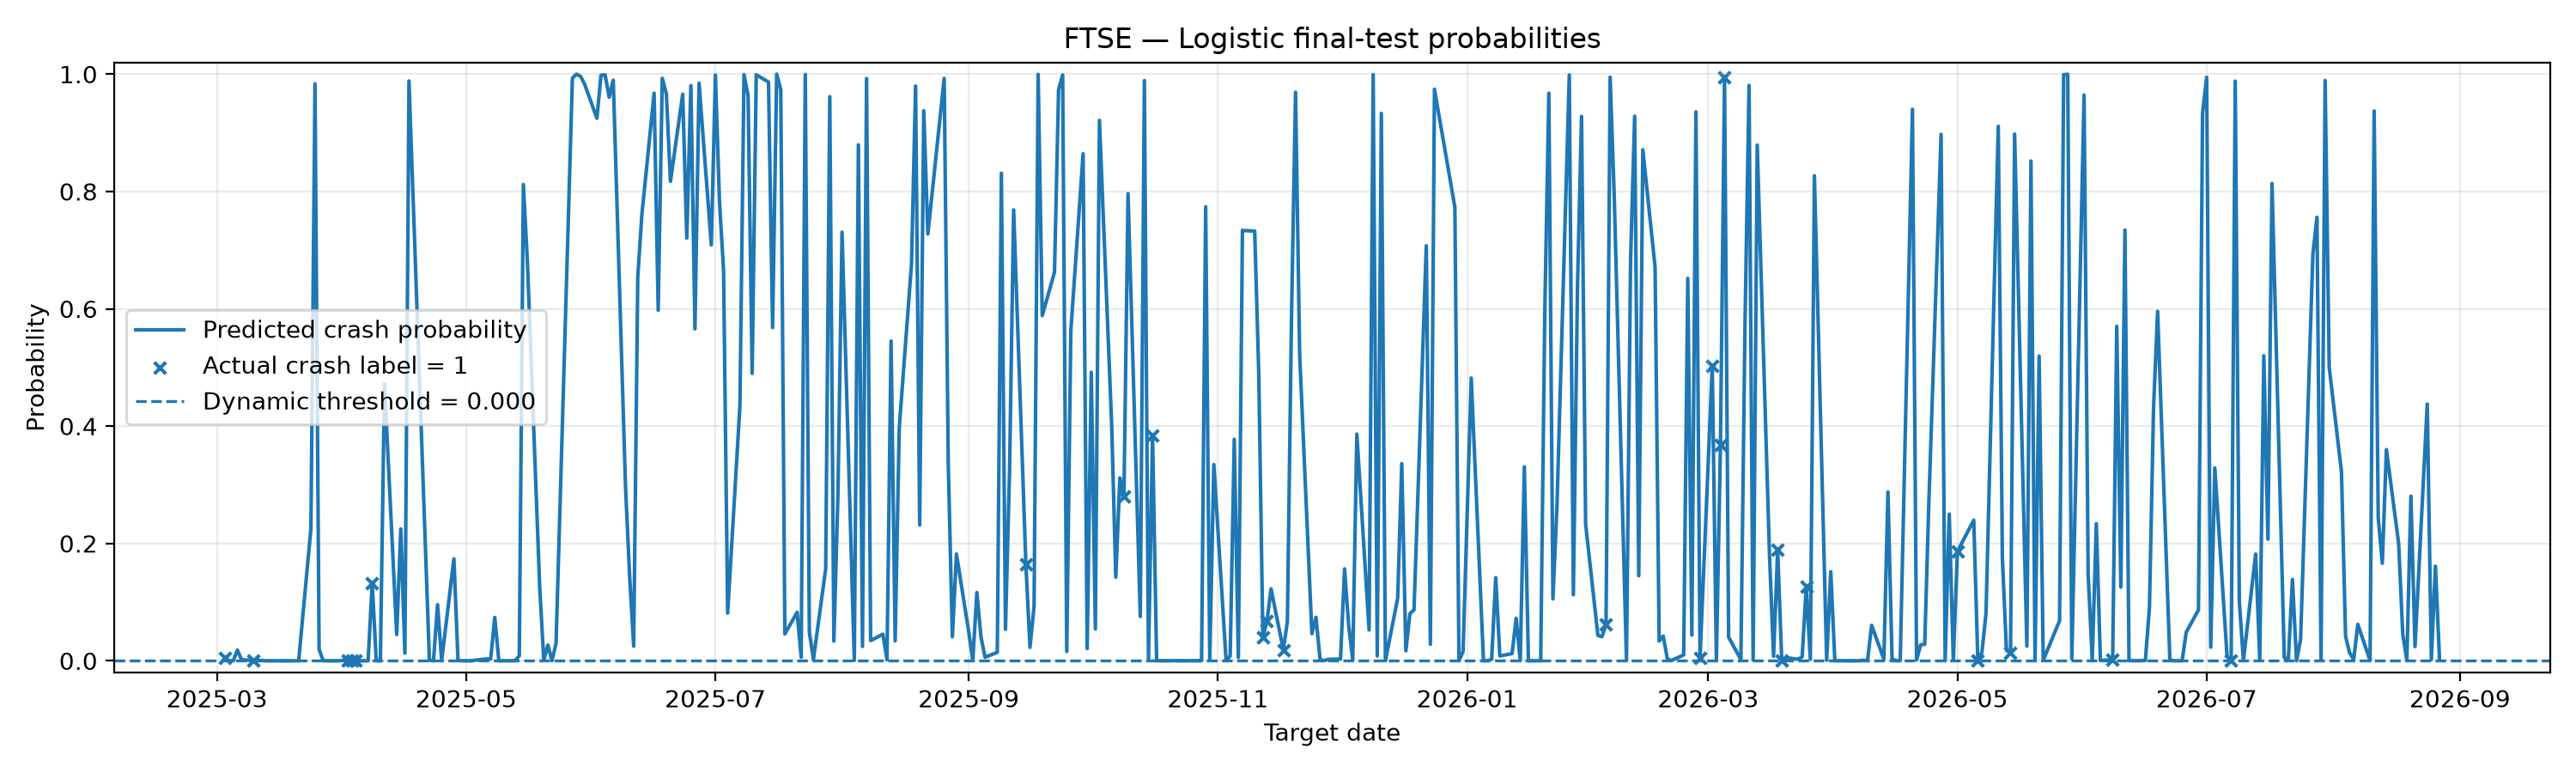 FTSE — Logistic final-test probabilities
Probability
1.0
0.8
0.6
0.4
0.2
0.0
Predicted crash probability
Actual crash label = 1
Dynamic threshold = 0.000
2025-03
2025-05
2025-07
2025-09
2025-11
2026-01
2026-03
2026-05
2026-07
2026-09
Target date